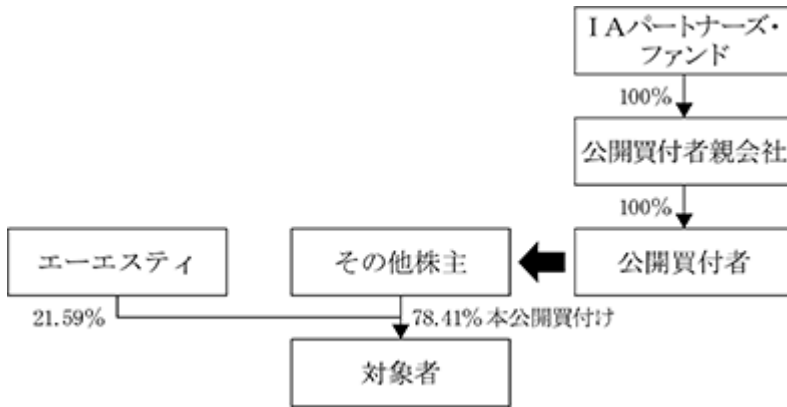 IAパートナーズ・
ファンド
100%
公開買付者親会社
100%
エーエスティ
その他株主
公開買付者
21.59%
78.41% 本公開買付け
対象者